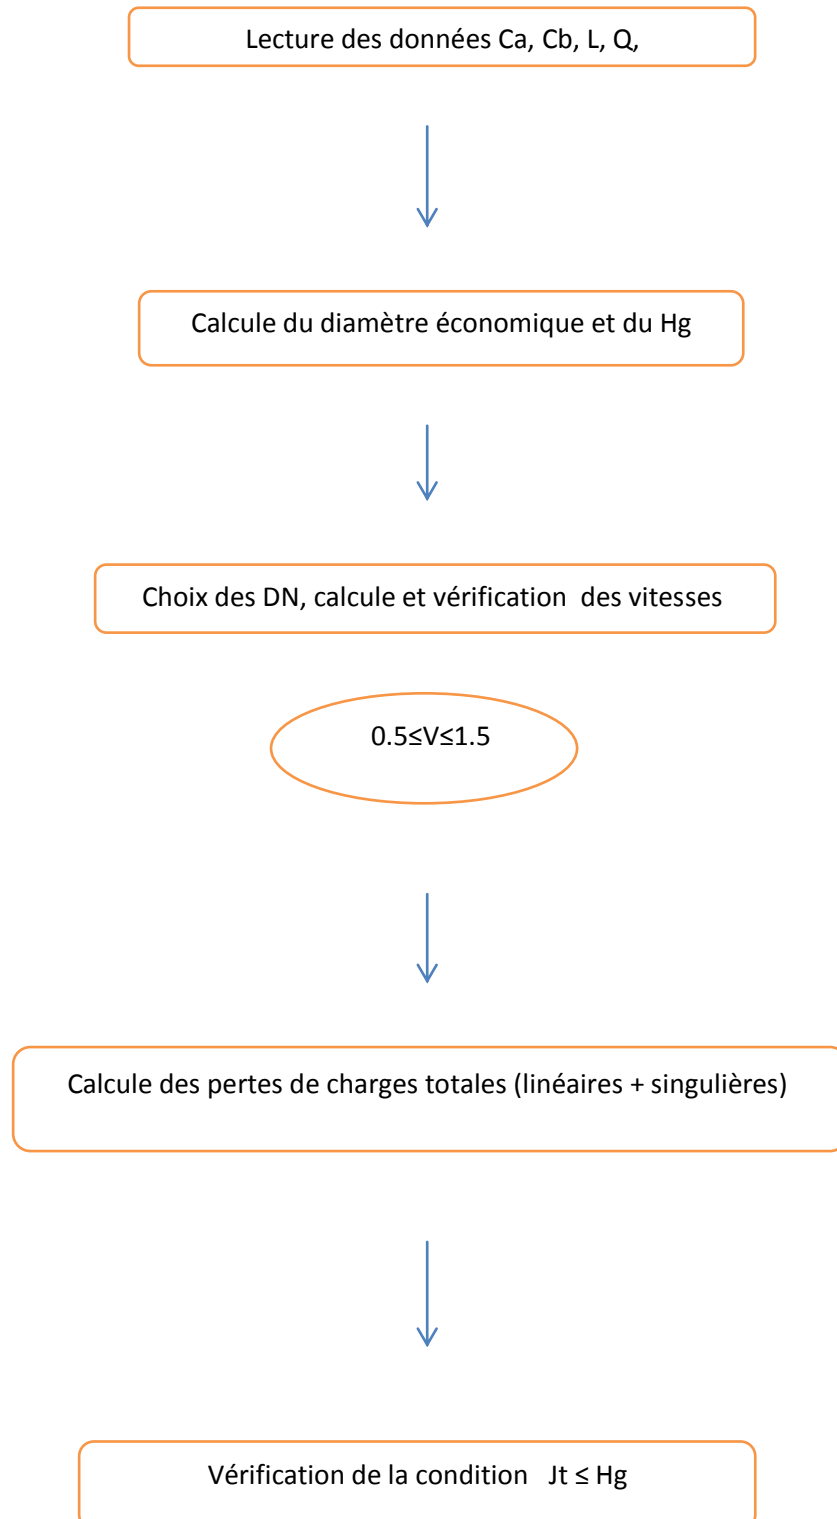 Lecture des données Ca, Cb, L, Q,
Calcule du diamètre économique et du Hg
Choix des DN, calcule et vérification  des vitesses
0.5≤V≤1.5
Calcule des pertes de charges totales (linéaires + singulières)
Vérification de la condition   Jt ≤ Hg